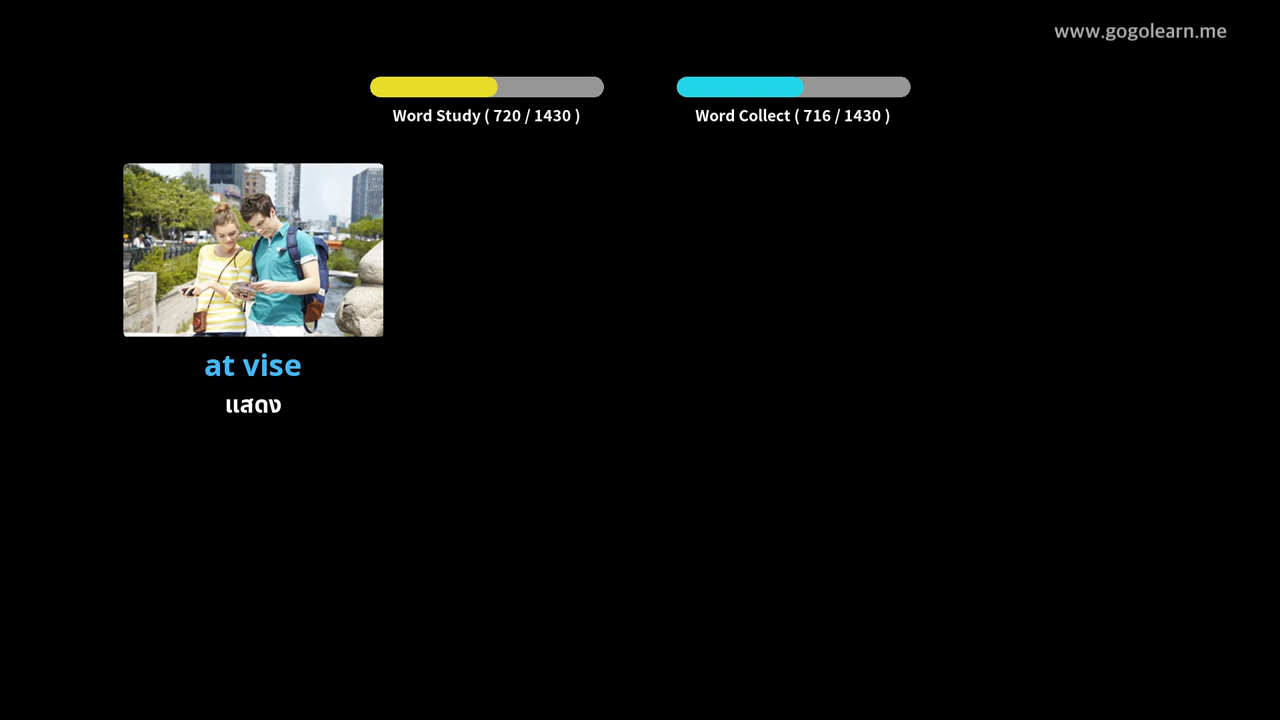 www.gogolearn.me
Word Study ( 720 / 1430 )
Word Collect ( 716 / 1430 )
at vise
แสดง